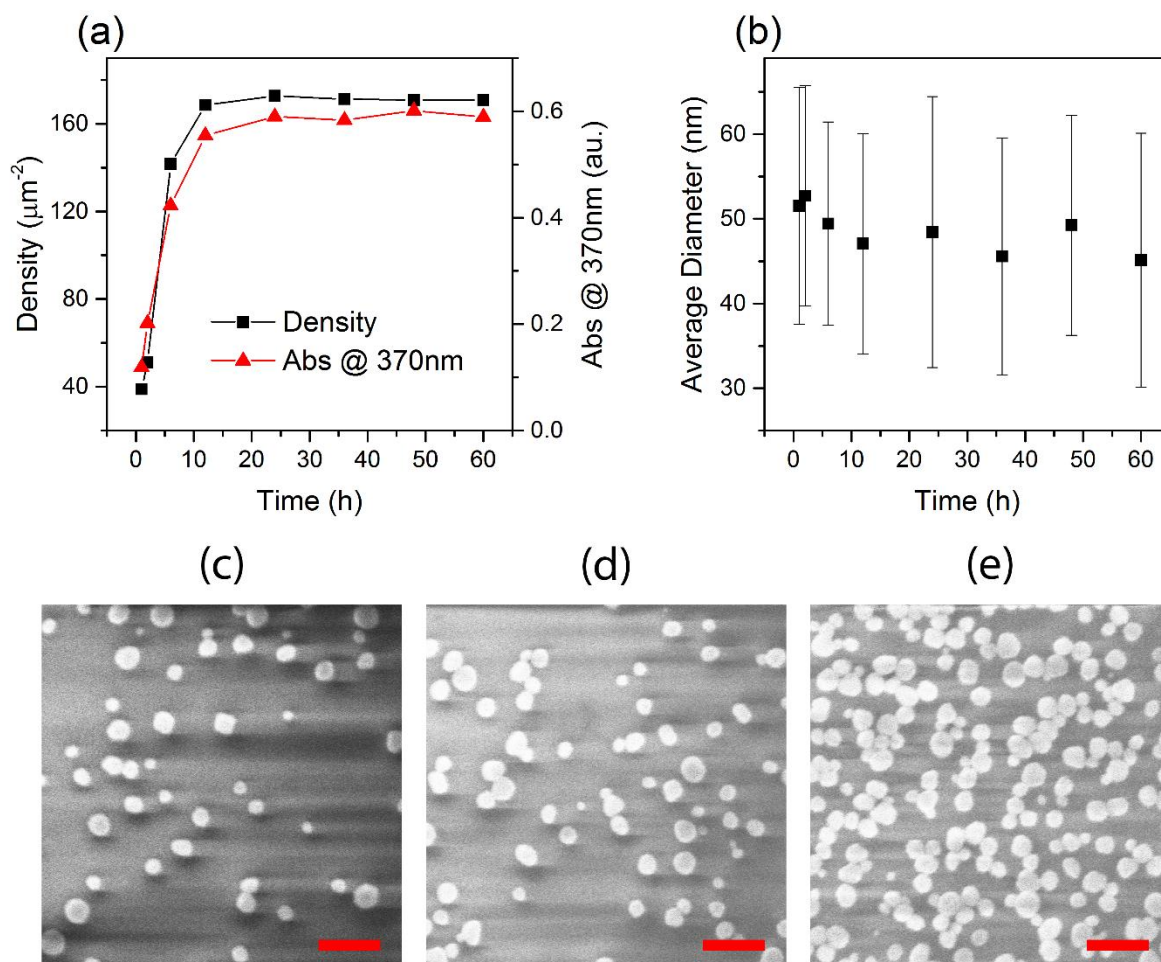 (a)
160
120
80
40
Density (μm⁻²)
0.6
0.4
0.2
0.0
Abs @ 370nm (au.)
Density
Abs @ 370nm
0 10 20 30 40 50 60
Time (h)
(b)
60
50
40
30
Average Diameter (nm)
0 10 20 30 40 50 60
Time (h)
(c)
(d)
(e)